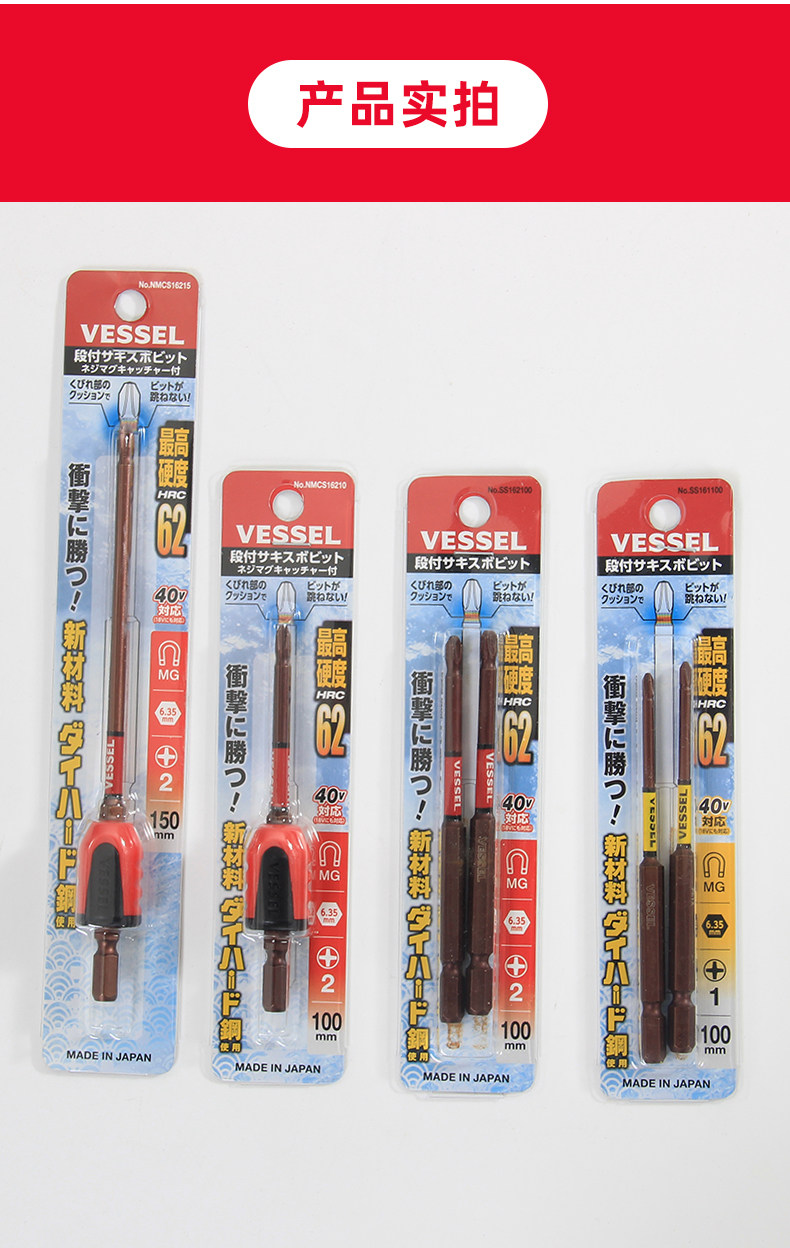 产品实拍
No.NMCS16215
VESSEL
段付サキスボビット
ネジマグキャッチャー付
くびれ部の
クッションで
ビットが
跳ねない!
最高
硬度
HRC
62
衝撃に勝つ!
新材料 ダイハード鋼
使用
40v
対応
MG
6.35
mm
2
150
mm
VESSEL
MADE IN JAPAN
No.NMCS16210
VESSEL
段付サキスボビット
ネジマグキャッチャー付
くびれ部の
クッションで
ビットが
跳ねない!
最高
硬度
HRC
62
衝撃に勝つ!
新材料 ダイハード鋼
使用
40v
対応
MG
6.35
mm
2
100
mm
VESSEL
MADE IN JAPAN
No.SS162100
VESSEL
段付サキスボビット
くびれ部の
クッションで
ビットが
跳ねない!
最高
硬度
HRC
62
衝撃に勝つ!
新材料 ダイハード鋼
使用
40v
対応
MG
6.35
mm
2
100
mm
VESSEL
VESSEL
VESSEL
MADE IN JAPAN
No.SS161100
VESSEL
段付サキスボビット
くびれ部の
クッションで
ビットが
跳ねない!
最高
硬度
HRC
62
衝撃に勝つ!
新材料 ダイハード鋼
使用
40v
対応
MG
6.35
mm
1
100
mm
VESSEL
VESSEL
VESSEL
MADE IN JAPAN